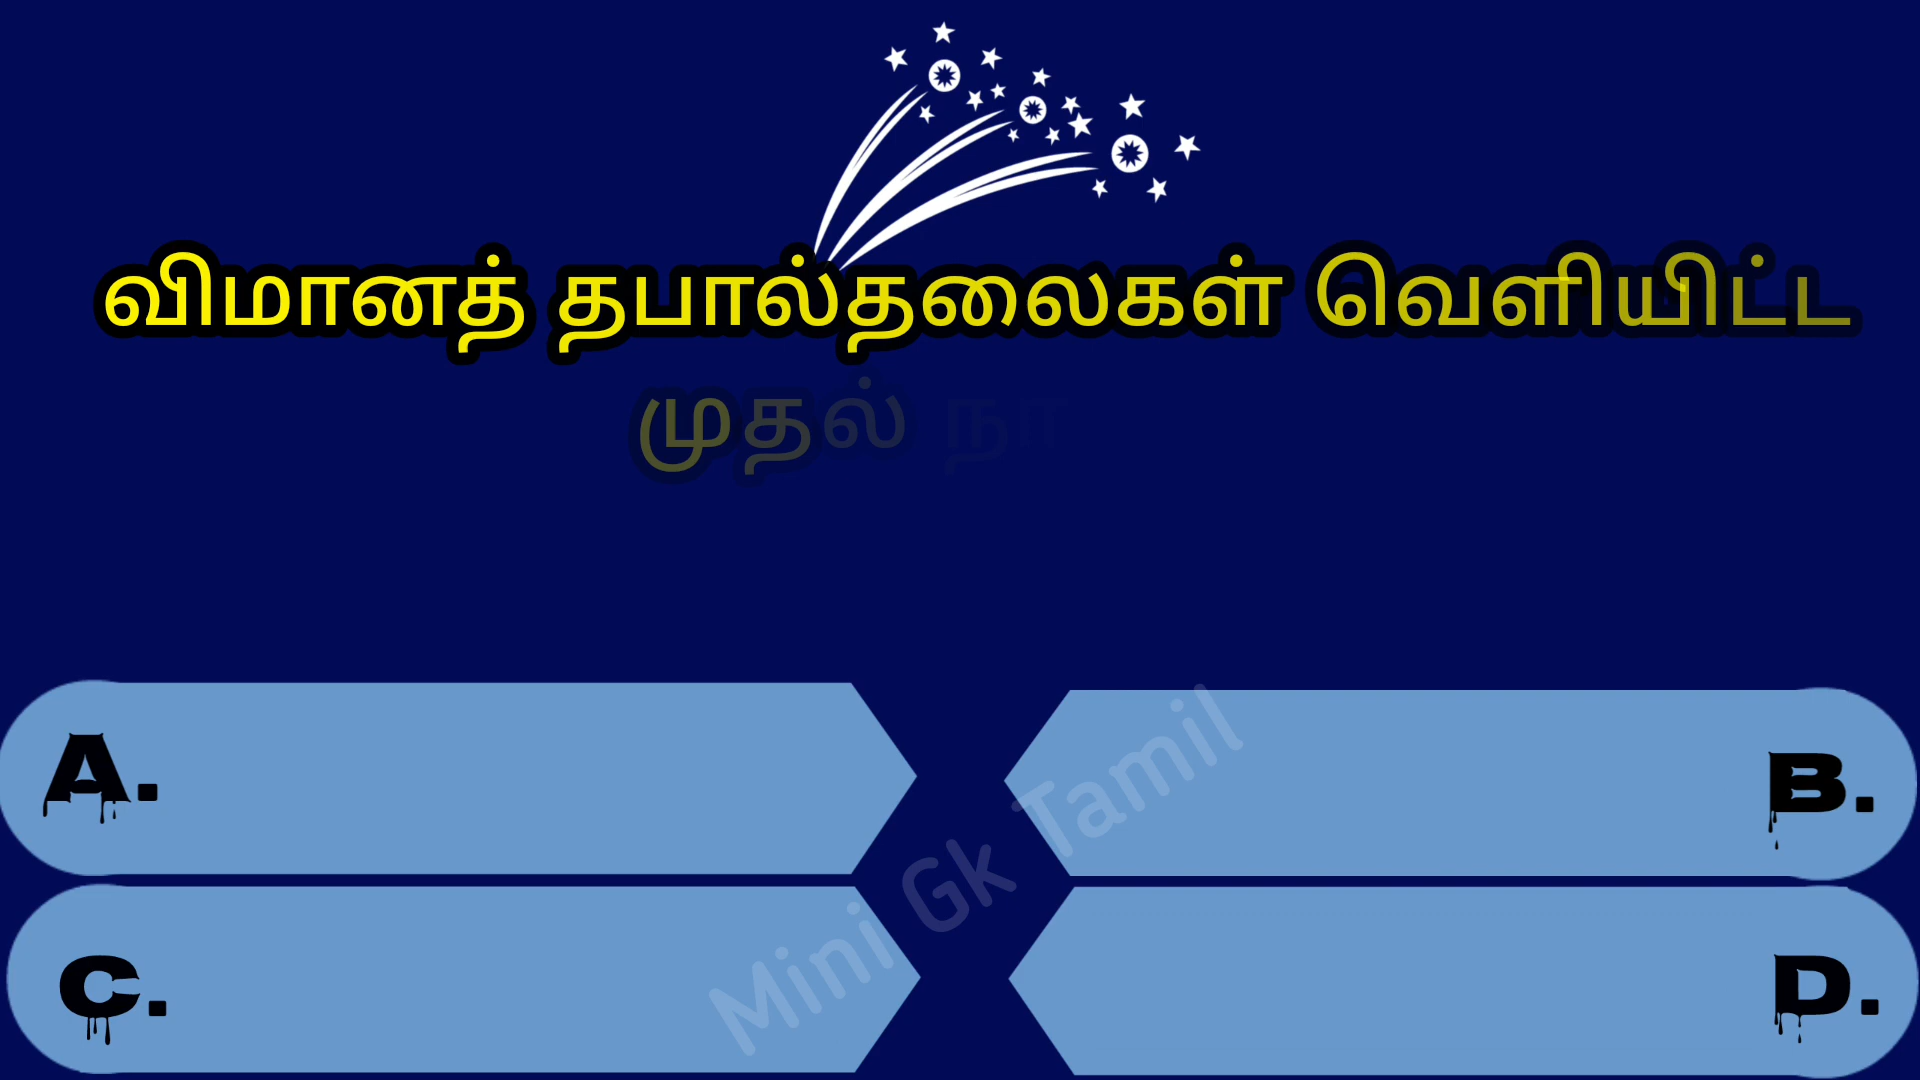 விமானத் தபால்தலைகள் வெளியிட்ட
முதல்
A.
B.
C.
D.
Mini Gk Tamil